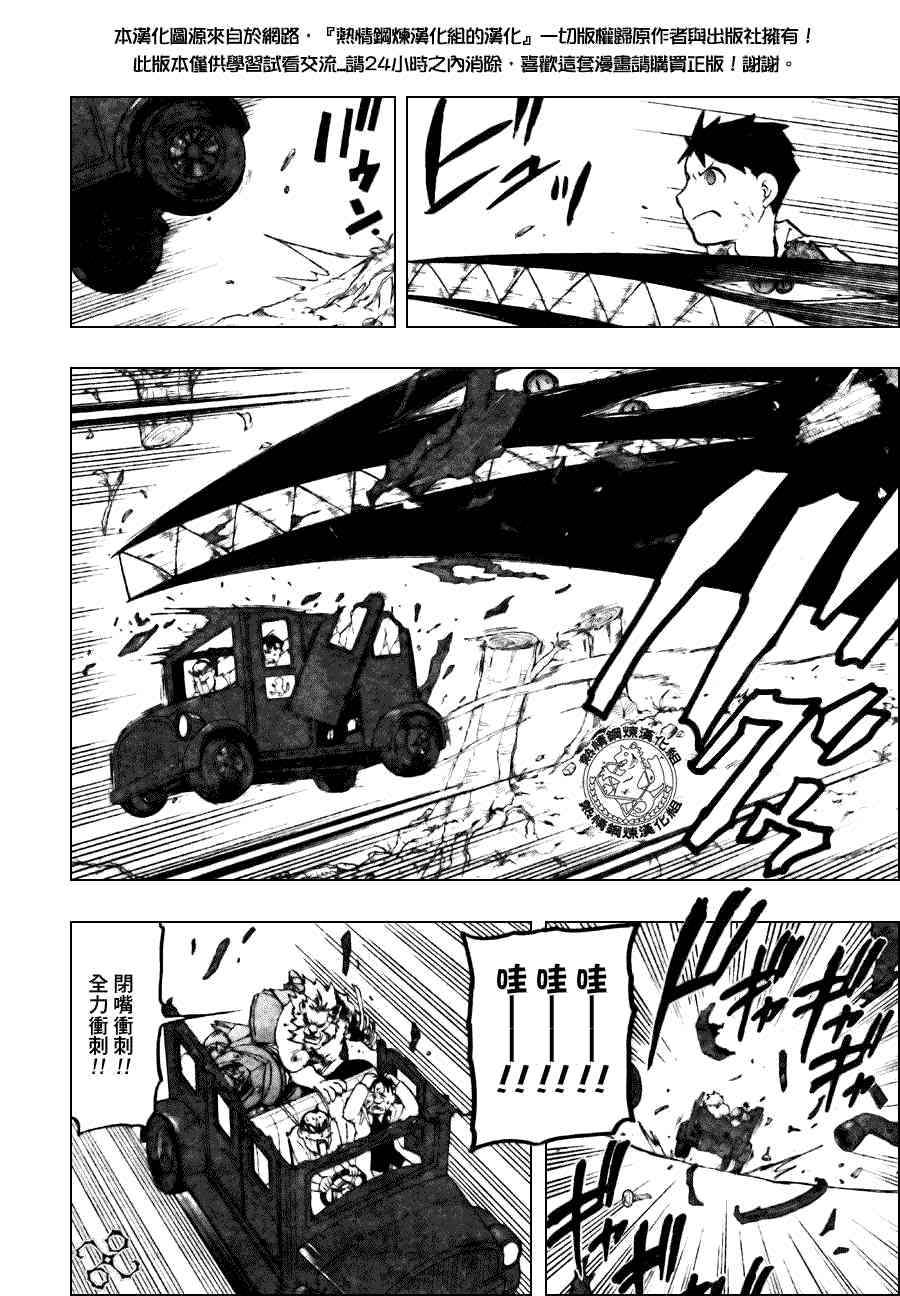 本漢化圖源來自於網路，『熱情鋼煉漢化組的漢化』一切版權歸原作者與出版社擁有！
此版本僅供學習試看交流...請24小時之內消除，喜歡這套漫畫請購買正版！謝謝。
ビュッ
ドゥン
バグッ
熱情鋼煉漢化組
熱情鋼煉漢化組
ドギャギャギャ
哇——!!
哇——!!
哇——!!
閉嘴衝刺!!
全力衝刺!!